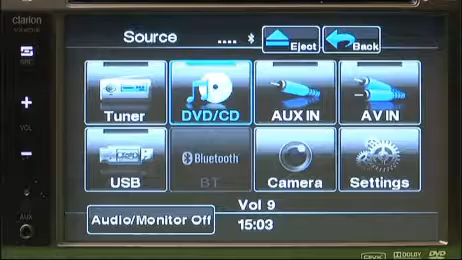 clarion
Source
Eject
Back
SRC
Tuner
DVD/CD
AUX IN
AV IN
VOL
USB
Bluetooth
BT
Camera
Settings
Vol 9
Audio/Monitor Off
15:03
AUX
DivX
DOLBY
DVD